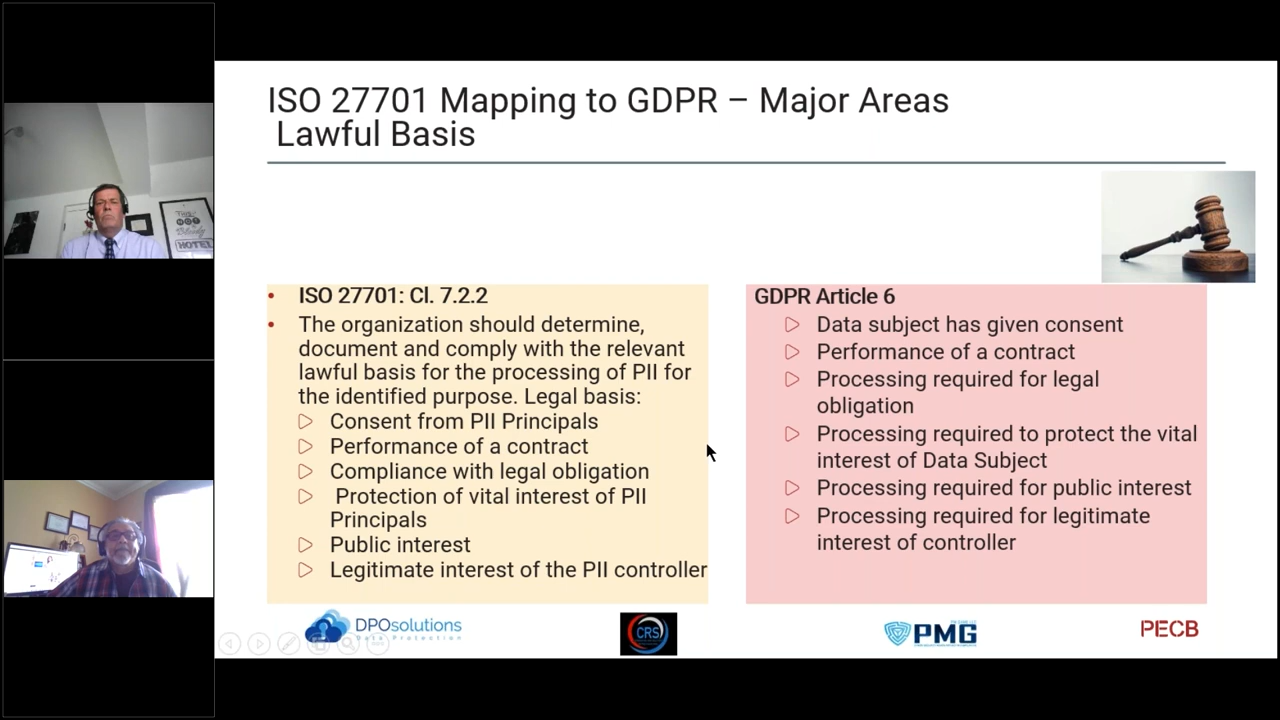 ISO 27701 Mapping to GDPR – Major Areas
Lawful Basis
• ISO 27701: Cl. 7.2.2
• The organization should determine,
document and comply with the relevant
lawful basis for the processing of PII for
the identified purpose. Legal basis:
Consent from PII Principals
Performance of a contract
Compliance with legal obligation
Protection of vital interest of PII
Principals
Public interest
Legitimate interest of the PII controller
GDPR Article 6
Data subject has given consent
Performance of a contract
Processing required for legal
obligation
Processing required to protect the vital
interest of Data Subject
Processing required for public interest
Processing required for legitimate
interest of controller
DPOsolutions
Data Protection
CRS
PMG
PECB
HOTEL